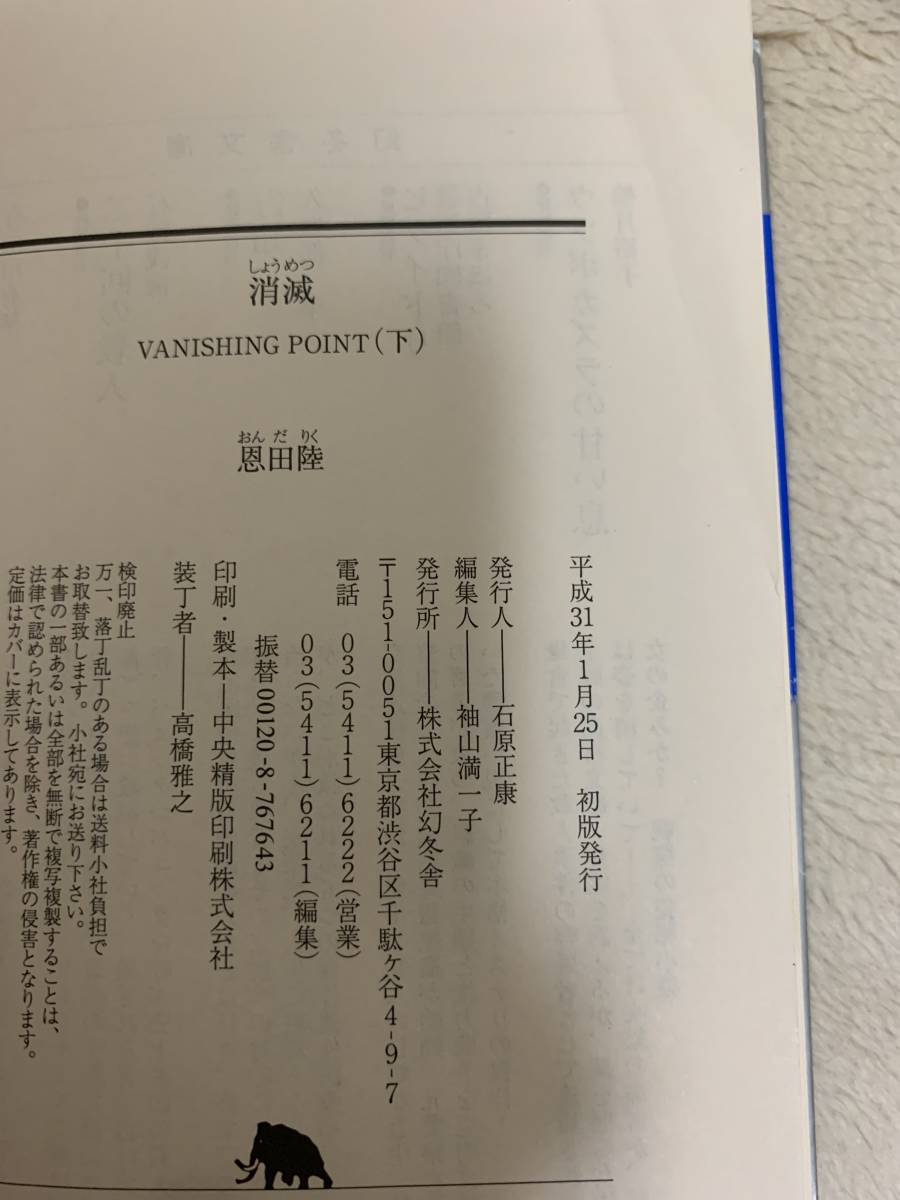 しょうめつ
消滅
VANISHING POINT(下)
おんだりく
恩田陸
平成31年1月25日 初版発行
発行人――石原正康
編集人――袖山満一子
発行所――株式会社幻冬舎
〒151-0051東京都渋谷区千駄ヶ谷4-9-7
電話 03(5411)6222(営業)
03(5411)6211(編集)
振替00120-8-767643
印刷・製本―中央精版印刷株式会社
装丁者――高橋雅之
検印廃止
万一、落丁乱丁のある場合は送料小社負担で
お取替致します。小社宛にお送り下さい。
本書の一部あるいは全部を無断で複写複製することは、
法律で認められた場合を除き、著作権の侵害となります。
定価はカバーに表示してあります。